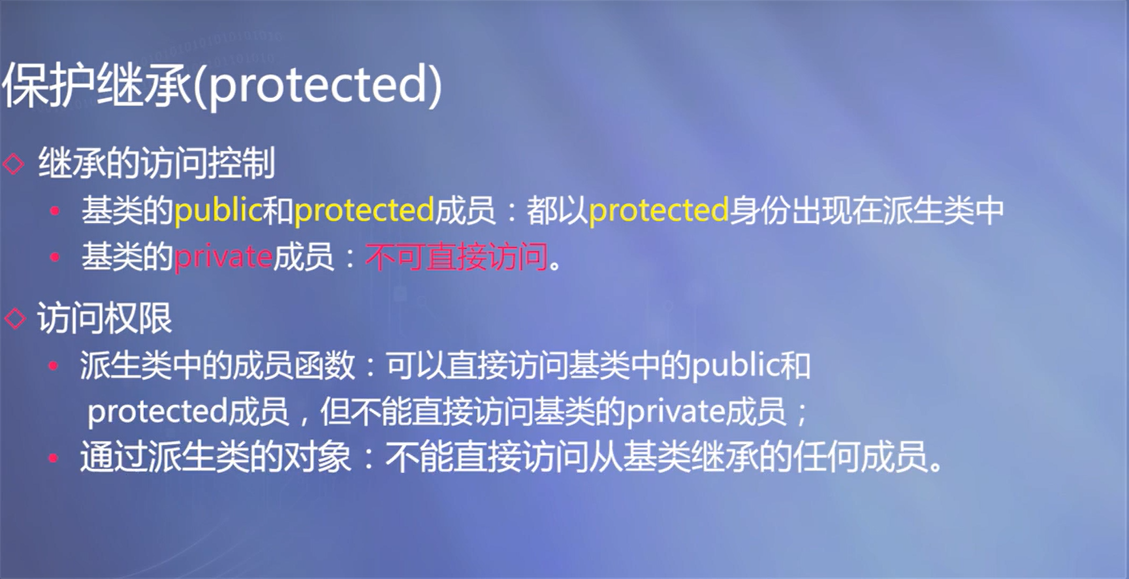 保护继承(protected)
继承的访问控制
基类的public和protected成员：都以protected身份出现在派生类中
基类的private成员：不可直接访问。
访问权限
派生类中的成员函数：可以直接访问基类中的public和
protected成员，但不能直接访问基类的private成员；
通过派生类的对象：不能直接访问从基类继承的任何成员。